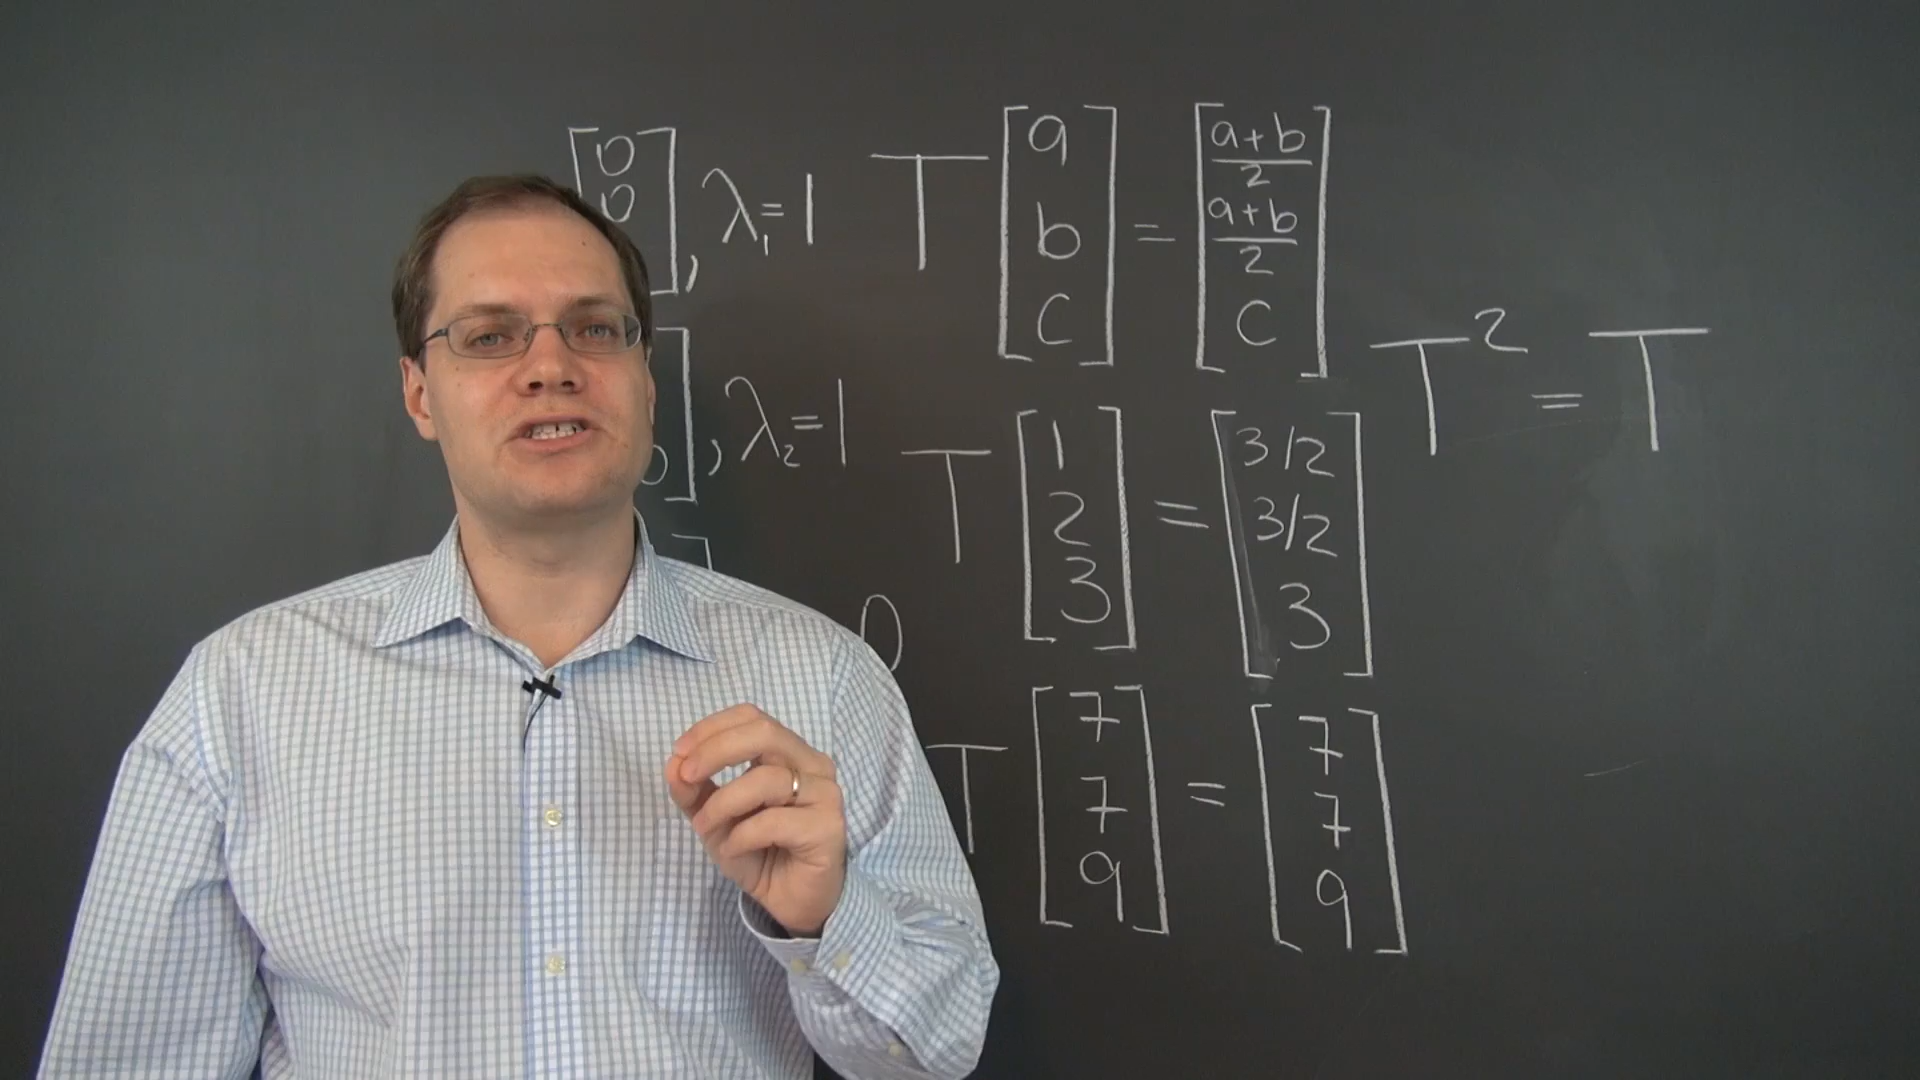 [0 0 ], λ₁=1
0], λ₂=1
]
0
T [a b c] = [(a+b)/2 (a+b)/2 c]
T² = T
T [1 2 3] = [3/2 3/2 3]
T [7 7 9] = [7 7 9]